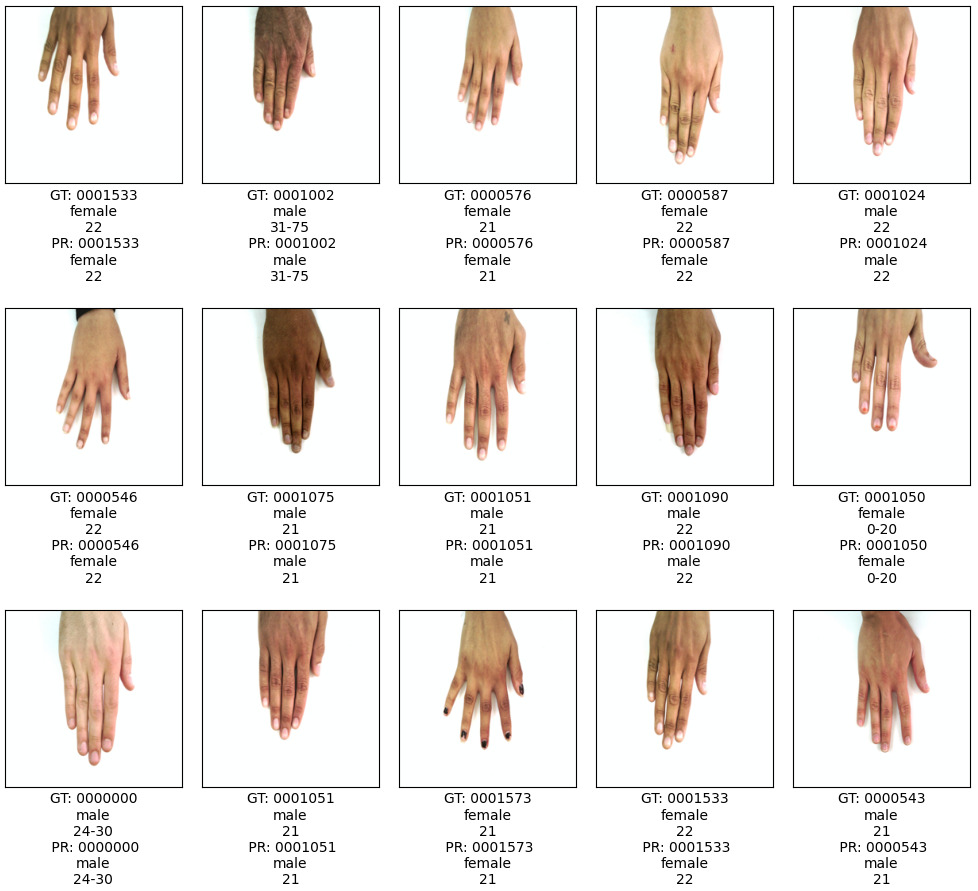 GT: 0001533
female
22
PR: 0001533
female
22
GT: 0001002
male
31-75
PR: 0001002
male
31-75
GT: 0000576
female
21
PR: 0000576
female
21
GT: 0000587
female
22
PR: 0000587
female
22
GT: 0001024
male
22
PR: 0001024
male
22
GT: 0000546
female
22
PR: 0000546
female
22
GT: 0001075
male
21
PR: 0001075
male
21
GT: 0001051
male
21
PR: 0001051
male
21
GT: 0001090
male
22
PR: 0001090
male
22
GT: 0001050
female
0-20
PR: 0001050
female
0-20
GT: 0000000
male
24-30
PR: 0000000
male
24-30
GT: 0001051
male
21
PR: 0001051
male
21
GT: 0001573
female
21
PR: 0001573
female
21
GT: 0001533
female
22
PR: 0001533
female
22
GT: 0000543
male
21
PR: 0000543
male
21